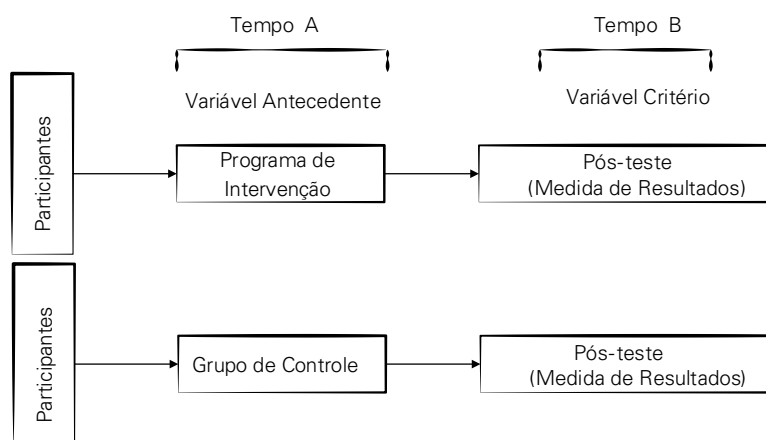 Tempo A
Tempo B
Variável Antecedente
Variável Critério
Participantes
Programa de
Intervenção
Pós-teste
(Medida de Resultados)
Participantes
Grupo de Controle
Pós-teste
(Medida de Resultados)